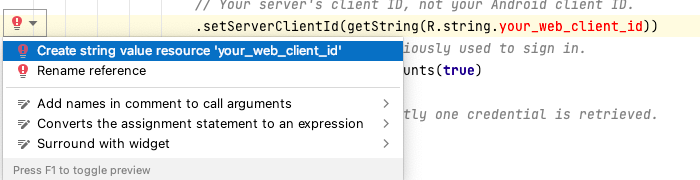 // Your server's client ID, not your Android client ID.
.setServerClientId(getString(R.string.your_web_client_id))
Create string value resource 'your_web_client_id'
iously used to sign in.
Rename reference
unts(true)
Add names in comment to call arguments
Converts the assignment statement to an expression
tly one credential is retrieved.
Surround with widget
Press F1 to toggle preview